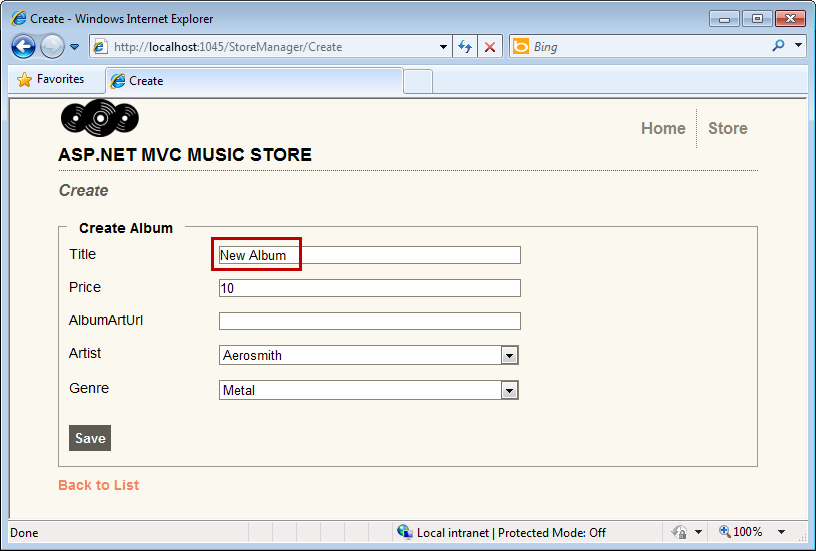 Create - Windows Internet Explorer
http://localhost:1045/StoreManager/Create
Bing
Favorites
Create
Home
Store
ASP.NET MVC MUSIC STORE
Create
Create Album
Title
New Album
Price
10
AlbumArtUrl
Artist
Aerosmith
Genre
Metal
Save
Back to List
Done
Local intranet | Protected Mode: Off
100%